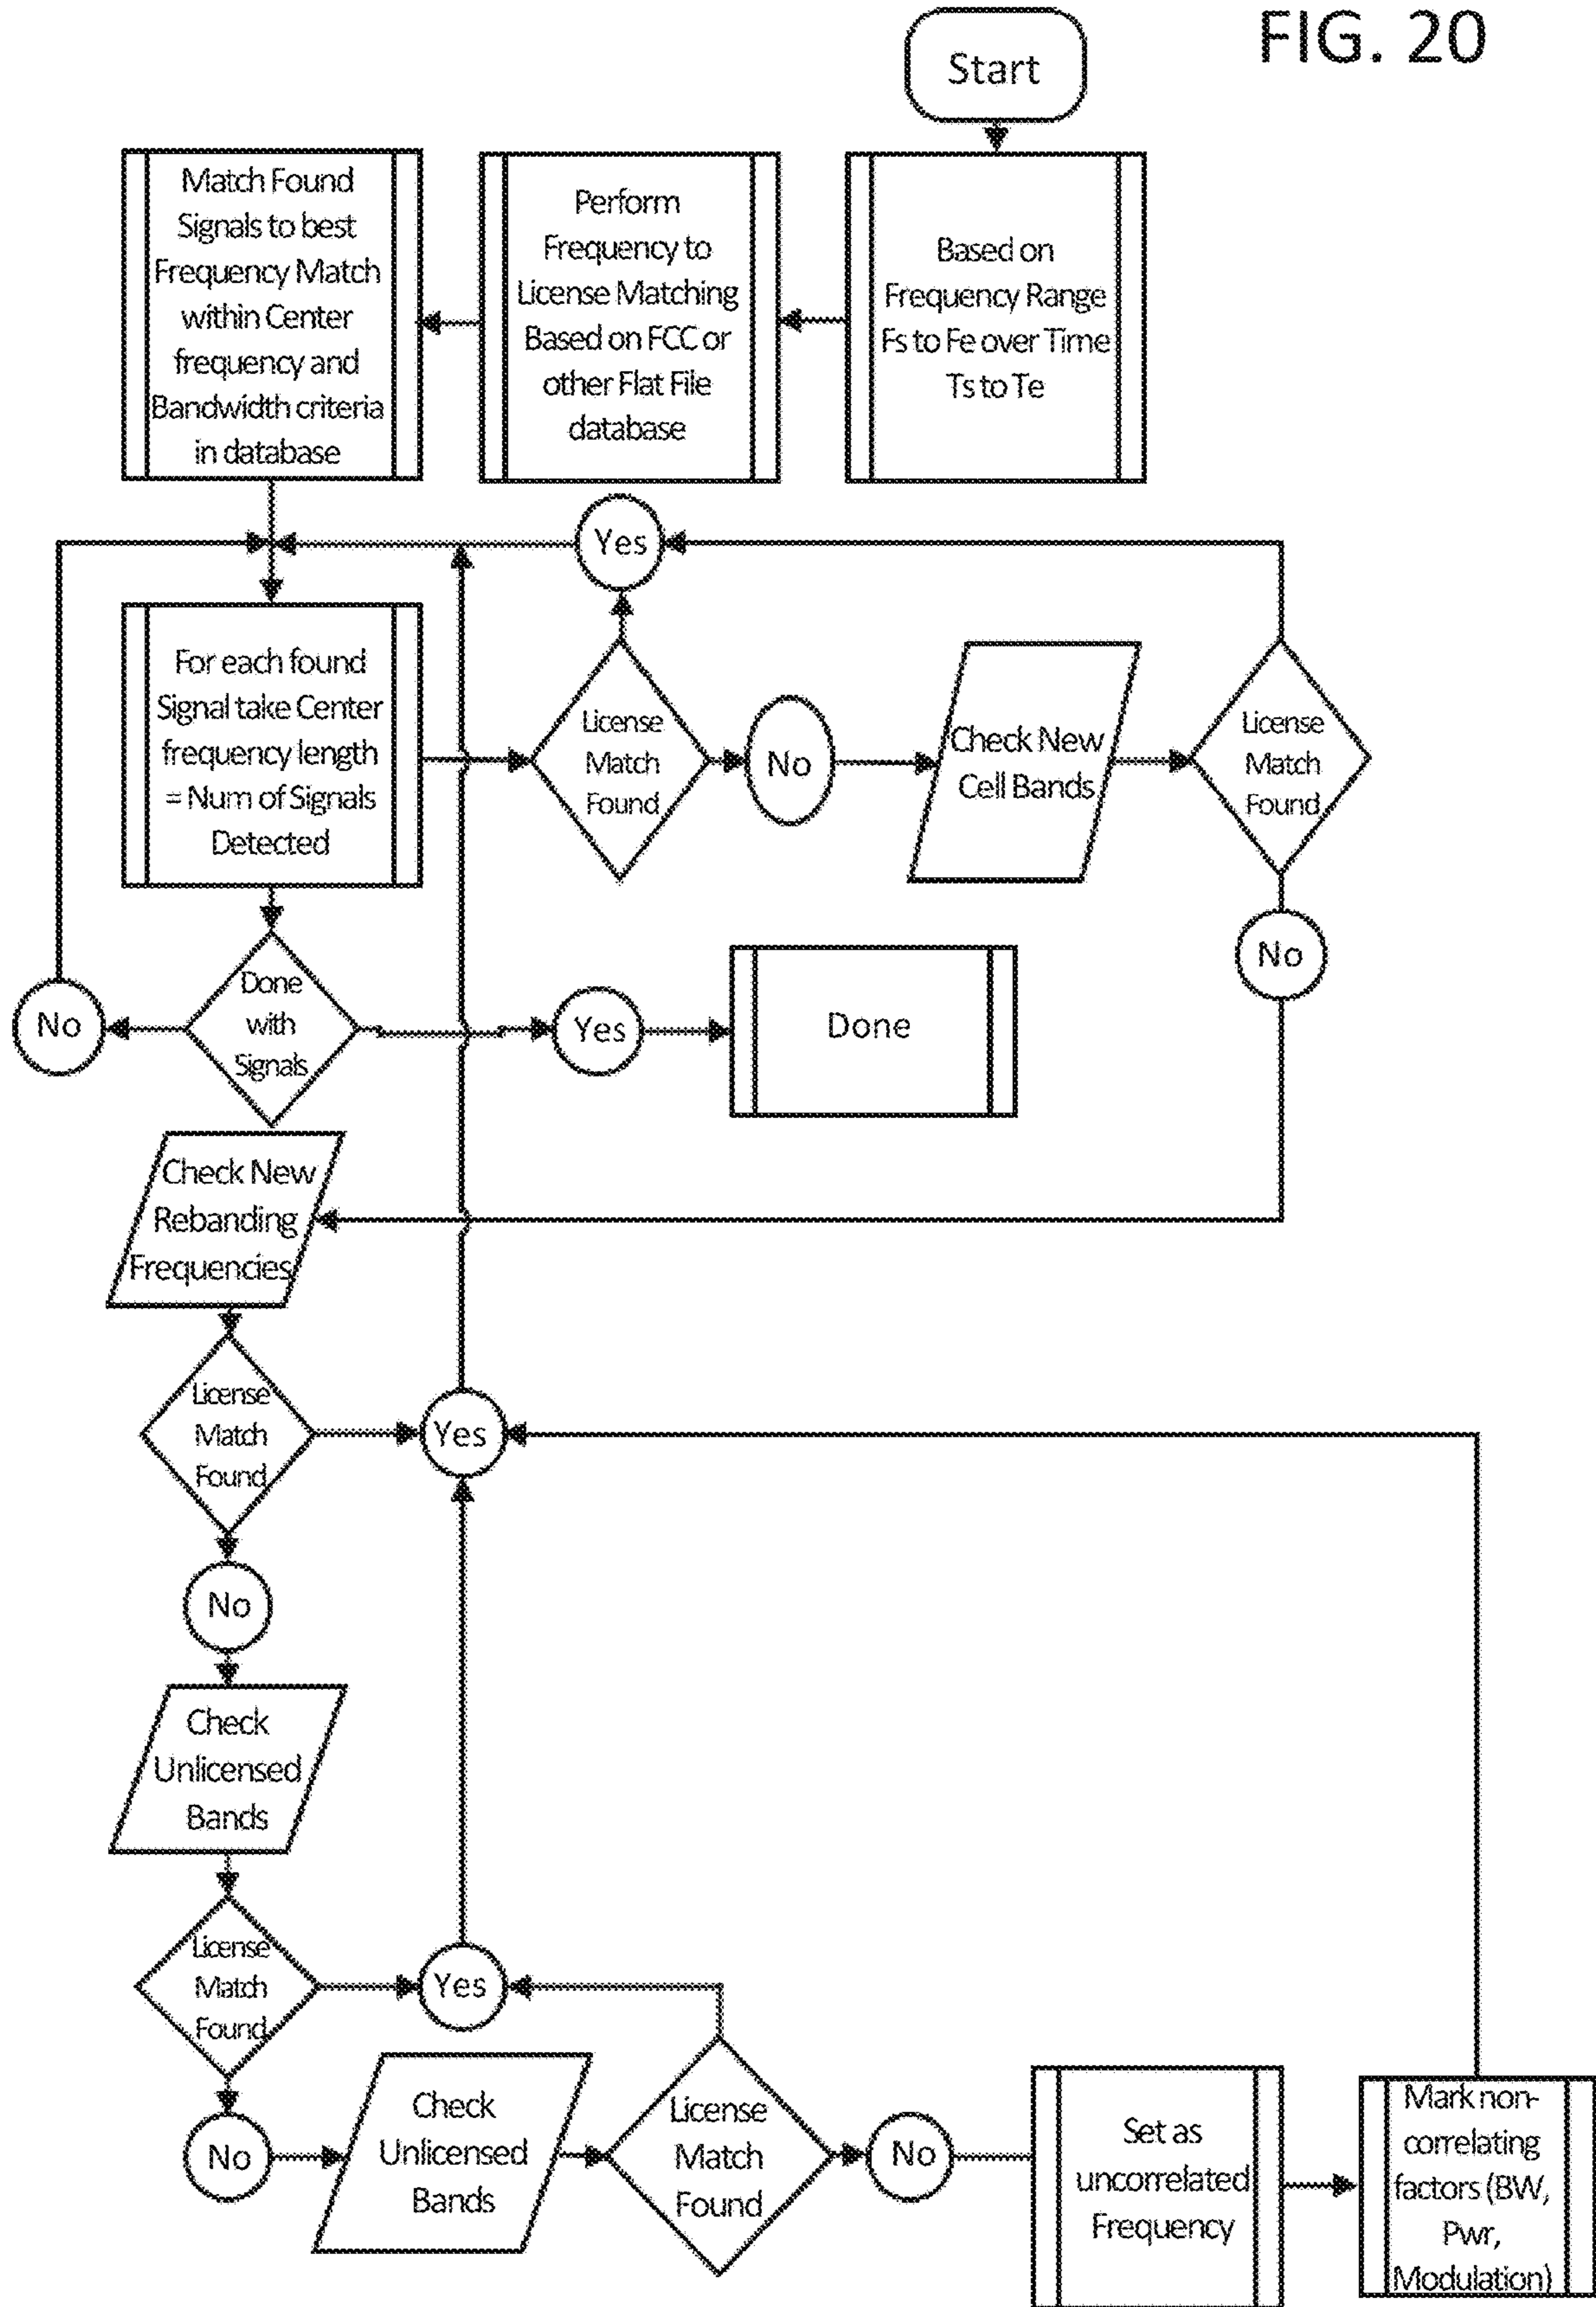 FIG. 20
Start
Match Found
Signals to best
Frequency Match
within Center
frequency and
Bandwidth criteria
in database
Perform
Frequency to
License Matching
Based on FCC or
other Flat File
database
Based on
Frequency Range
Fs to Fe over Time
Ts to Te
Yes
For each found
Signal take Center
frequency length
= Num of Signals
Detected
License
Match
Found
No
Check New
Cell Bands
License
Match
Found
No
No
Done
with
Signals
Yes
Done
Check New
Rebanding
Frequencies
License
Match
Found
Yes
No
Check
Unlicensed
Bands
License
Match
Found
Yes
No
Check
Unlicensed
Bands
License
Match
Found
No
Set as
uncorrelated
Frequency
Mark non-
correlating
factors (BW,
Pwr,
Modulation)